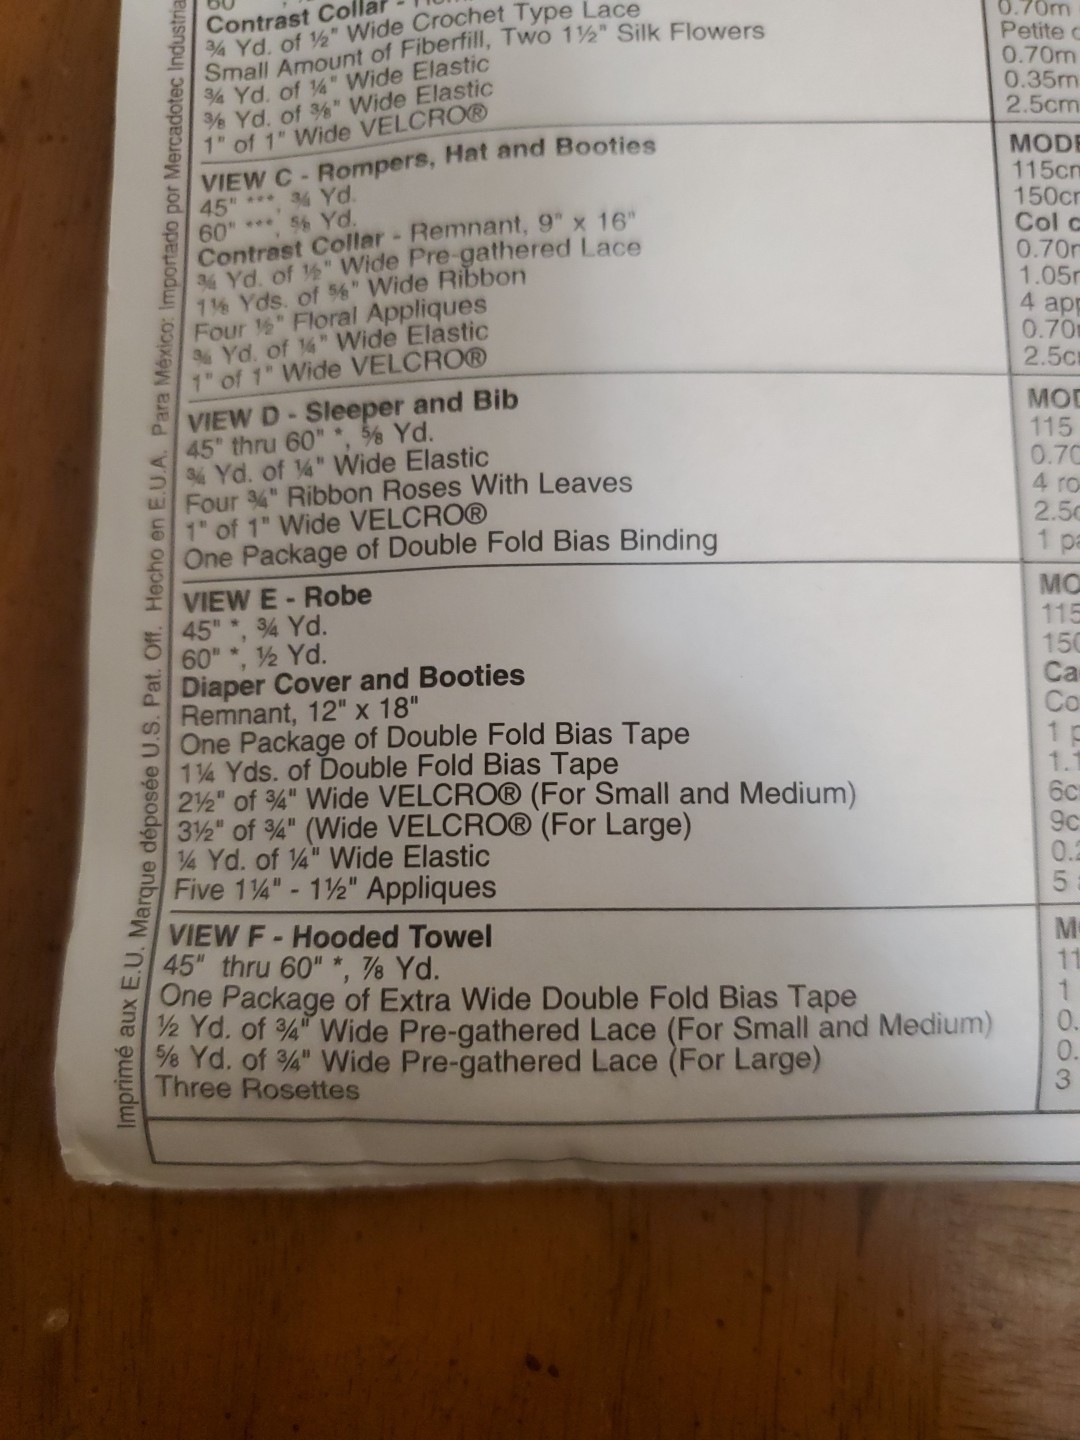 Contrast Collar -
¾ Yd. of ½" Wide Crochet Type Lace
Small Amount of Fiberfill, Two 1½" Silk Flowers
¾ Yd. of ¼" Wide Elastic
⅜ Yd. of ⅜" Wide Elastic
1" of 1" Wide VELCRO®
VIEW C - Rompers, Hat and Booties
45" ***, ¾ Yd.
60" ***, ⅝ Yd.
Contrast Collar - Remnant, 9" x 16"
¾ Yd. of ½" Wide Pre-gathered Lace
1⅛ Yds. of ⅝" Wide Ribbon
Four ½" Floral Appliques
¾ Yd. of ¼" Wide Elastic
1" of 1" Wide VELCRO®
VIEW D - Sleeper and Bib
45" thru 60" *, ⅝ Yd.
¾ Yd. of ¼" Wide Elastic
Four ¾" Ribbon Roses With Leaves
1" of 1" Wide VELCRO®
One Package of Double Fold Bias Binding
VIEW E - Robe
45" *, ¾ Yd.
60" *, ½ Yd.
Diaper Cover and Booties
Remnant, 12" x 18"
One Package of Double Fold Bias Tape
1¼ Yds. of Double Fold Bias Tape
2½" of ¾" Wide VELCRO® (For Small and Medium)
3½" of ¾" (Wide VELCRO® (For Large)
¼ Yd. of ¼" Wide Elastic
Five 1¼" - 1½" Appliques
VIEW F - Hooded Towel
45" thru 60" *, ⅞ Yd.
One Package of Extra Wide Double Fold Bias Tape
½ Yd. of ¾" Wide Pre-gathered Lace (For Small and Medium)
⅝ Yd. of ¾" Wide Pre-gathered Lace (For Large)
Three Rosettes
0.70m
Petite
0.70m
0.35m
2.5cm
115
4
1
5
1
3
Imprimé aux E.U. Marque déposée U.S. Pat. Off. Hecho en E.U.A. Para México: Importado por Mercadotec Industria